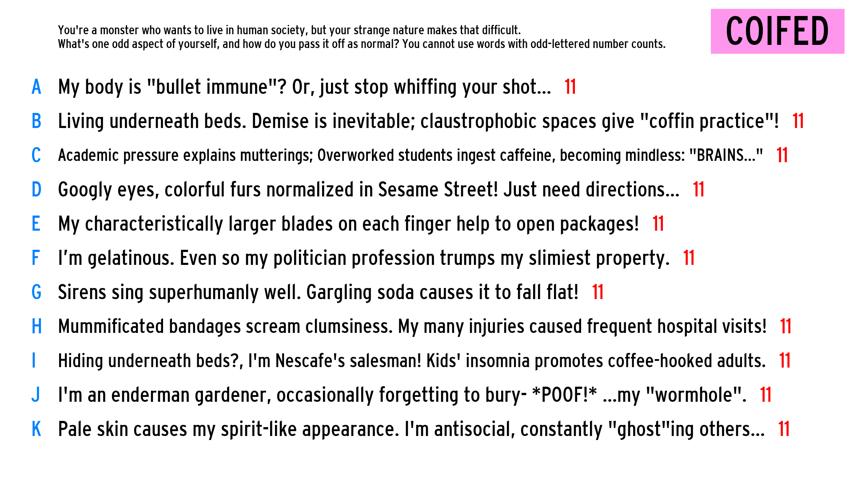 You're a monster who wants to live in human society, but your strange nature makes that difficult.
What's one odd aspect of yourself, and how do you pass it off as normal? You cannot use words with odd-lettered number counts.
COIFED
A My body is "bullet immune"? Or, just stop whiffing your shot... 11
B Living underneath beds. Demise is inevitable; claustrophobic spaces give "coffin practice"! 11
C Academic pressure explains mutterings; Overworked students ingest caffeine, becoming mindless: "BRAINS..." 11
D Googly eyes, colorful furs normalized in Sesame Street! Just need directions... 11
E My characteristically larger blades on each finger help to open packages! 11
F I'm gelatinous. Even so my politician profession trumps my slimiest property. 11
G Sirens sing superhumanly well. Gargling soda causes it to fall flat! 11
H Mummificated bandages scream clumsiness. My many injuries caused frequent hospital visits! 11
I Hiding underneath beds?, I'm Nescafe's salesman! Kids' insomnia promotes coffee-hooked adults. 11
J I'm an enderman gardener, occasionally forgetting to bury- *POOF!* ...my "wormhole". 11
K Pale skin causes my spirit-like appearance. I'm antisocial, constantly "ghost"ing others... 11